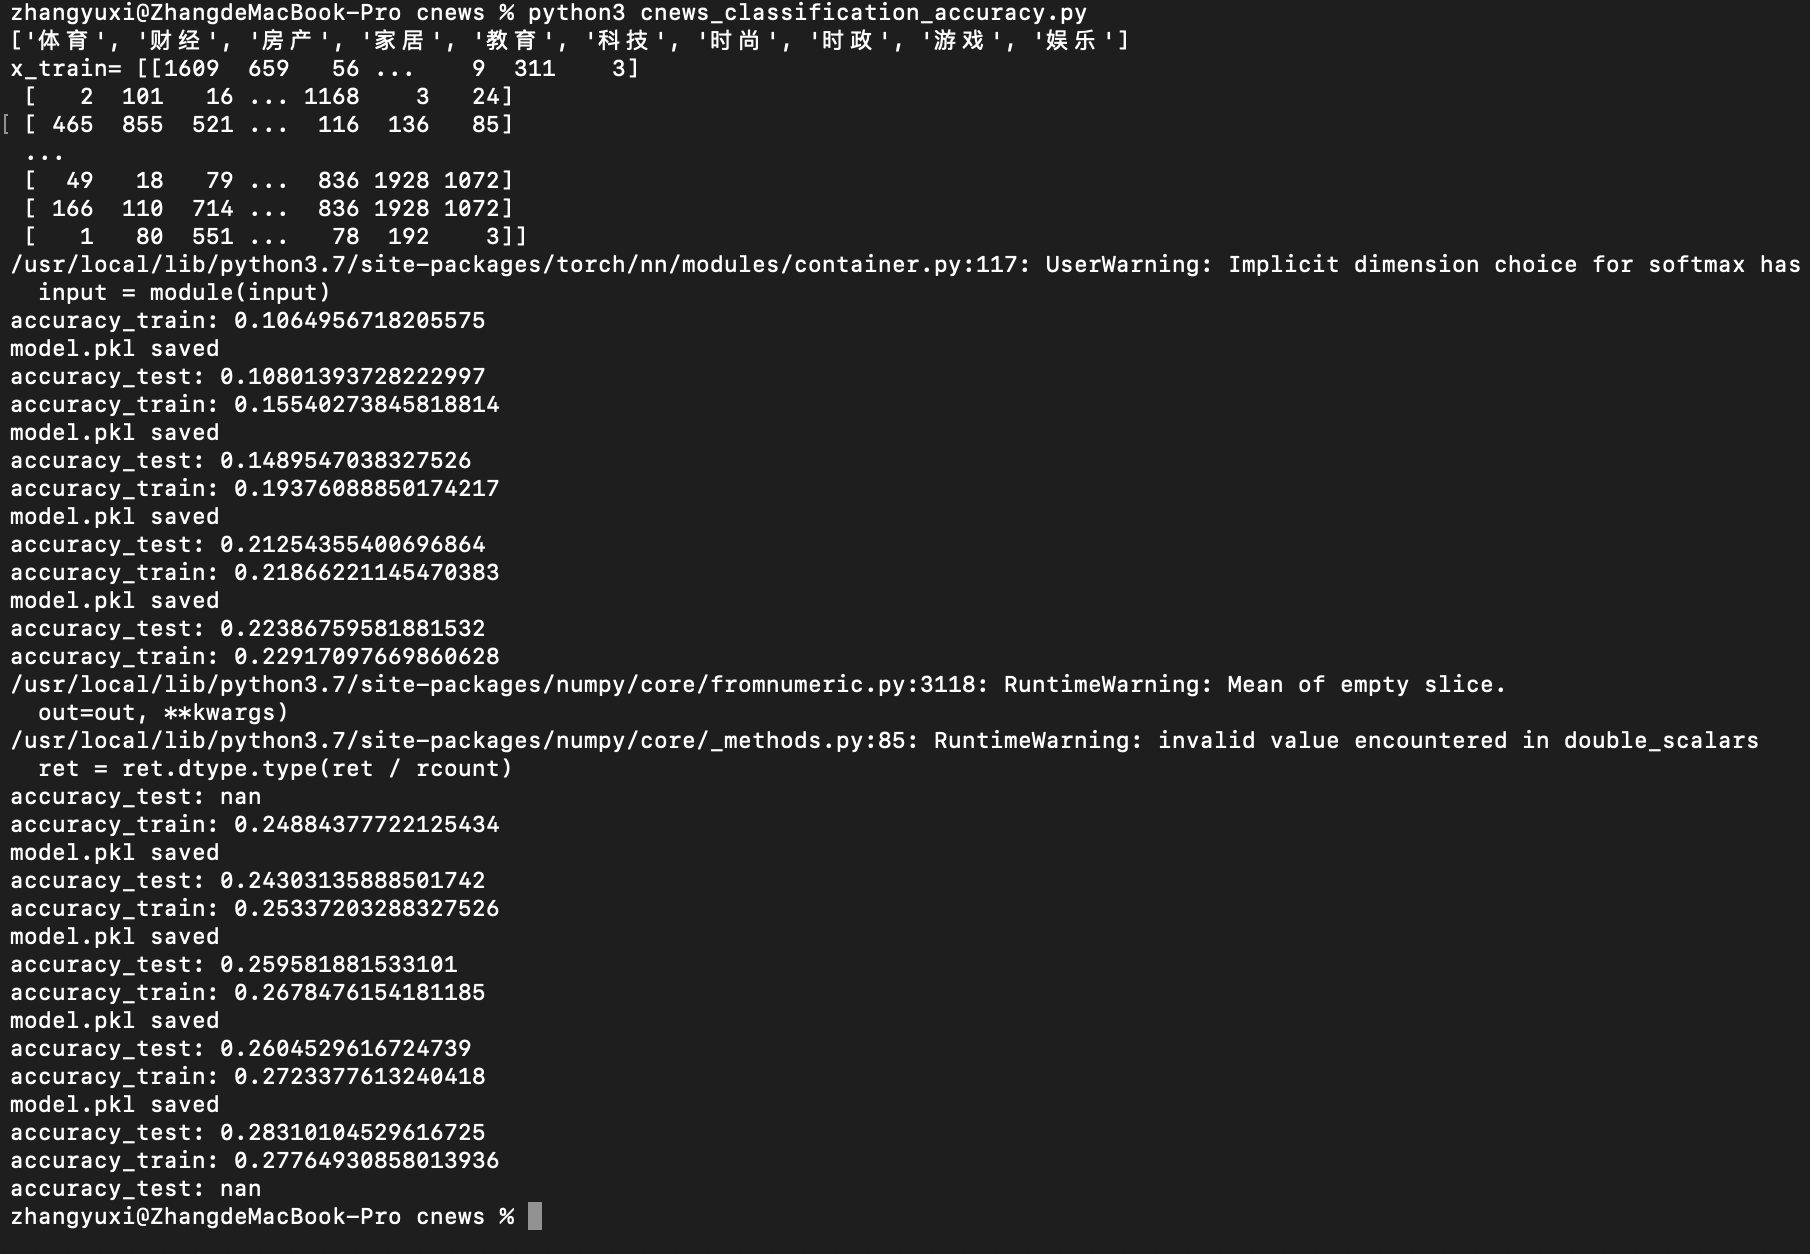 zhangyuxi@ZhangdeMacBook-Pro cnews % python3 cnews_classification_accuracy.py
['体育', '财经', '房产', '家居', '教育', '科技', '时尚', '时政', '游戏', '娱乐']
x_train= [[1609  659   56 ...    9  311    3]
 [   2  101   16 ... 1168    3   24]
[ [ 465  855  521 ...  116  136   85]
 ...
 [  49   18   79 ...  836 1928 1072]
 [ 166  110  714 ...  836 1928 1072]
 [   1   80  551 ...   78  192    3]]
/usr/local/lib/python3.7/site-packages/torch/nn/modules/container.py:117: UserWarning: Implicit dimension choice for softmax has
  input = module(input)
accuracy_train: 0.1064956718205575
model.pkl saved
accuracy_test: 0.10801393728222997
accuracy_train: 0.15540273845818814
model.pkl saved
accuracy_test: 0.1489547038327526
accuracy_train: 0.19376088850174217
model.pkl saved
accuracy_test: 0.21254355400696864
accuracy_train: 0.21866221145470383
model.pkl saved
accuracy_test: 0.22386759581881532
accuracy_train: 0.22917097669860628
/usr/local/lib/python3.7/site-packages/numpy/core/fromnumeric.py:3118: RuntimeWarning: Mean of empty slice.
  out=out, **kwargs)
/usr/local/lib/python3.7/site-packages/numpy/core/_methods.py:85: RuntimeWarning: invalid value encountered in double_scalars
  ret = ret.dtype.type(ret / rcount)
accuracy_test: nan
accuracy_train: 0.24884377722125434
model.pkl saved
accuracy_test: 0.24303135888501742
accuracy_train: 0.25337203288327526
model.pkl saved
accuracy_test: 0.259581881533101
accuracy_train: 0.2678476154181185
model.pkl saved
accuracy_test: 0.2604529616724739
accuracy_train: 0.2723377613240418
model.pkl saved
accuracy_test: 0.28310104529616725
accuracy_train: 0.27764930858013936
accuracy_test: nan
zhangyuxi@ZhangdeMacBook-Pro cnews %